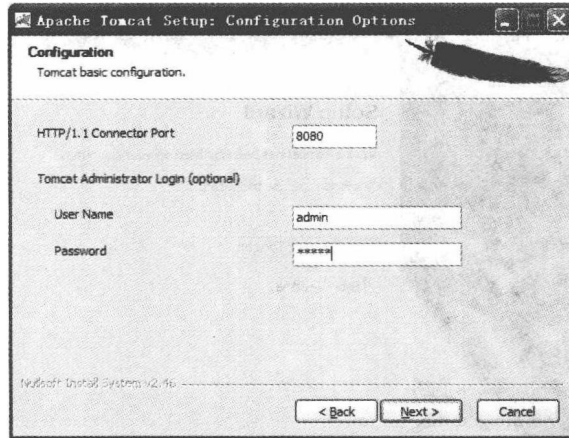 Apache Tomcat Setup: Configuration Options
Configuration
Tomcat basic configuration.
HTTP/1.1 Connector Port
8080
Tomcat Administrator Login (optional)
User Name
admin
Password
*****
Nullsoft Install System v2.46
< Back
Next >
Cancel